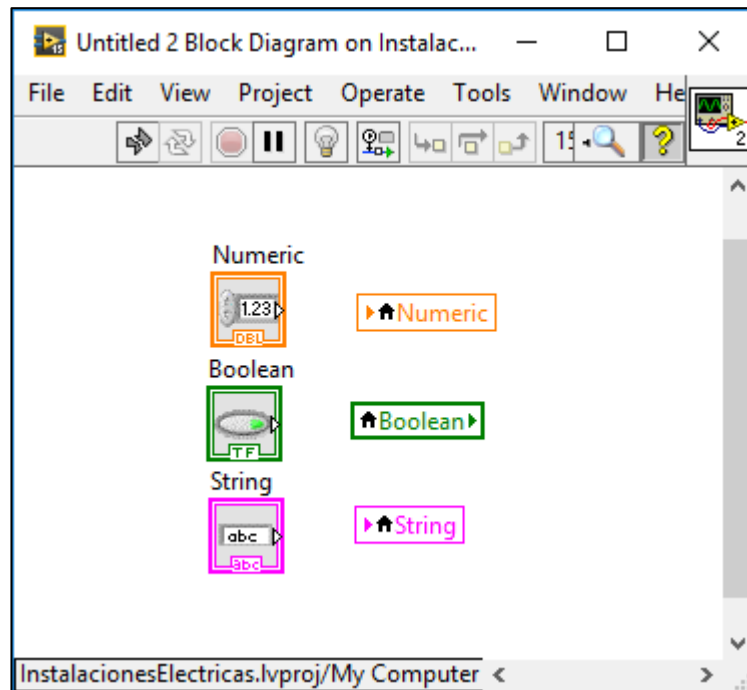 Untitled 2 Block Diagram on Instalac...
File Edit View Project Operate Tools Window He
15
2
Numeric
1.23
DBL
Numeric
Boolean
TF
Boolean
String
abc
abc
String
InstalacionesElectricas.lvproj/My Computer